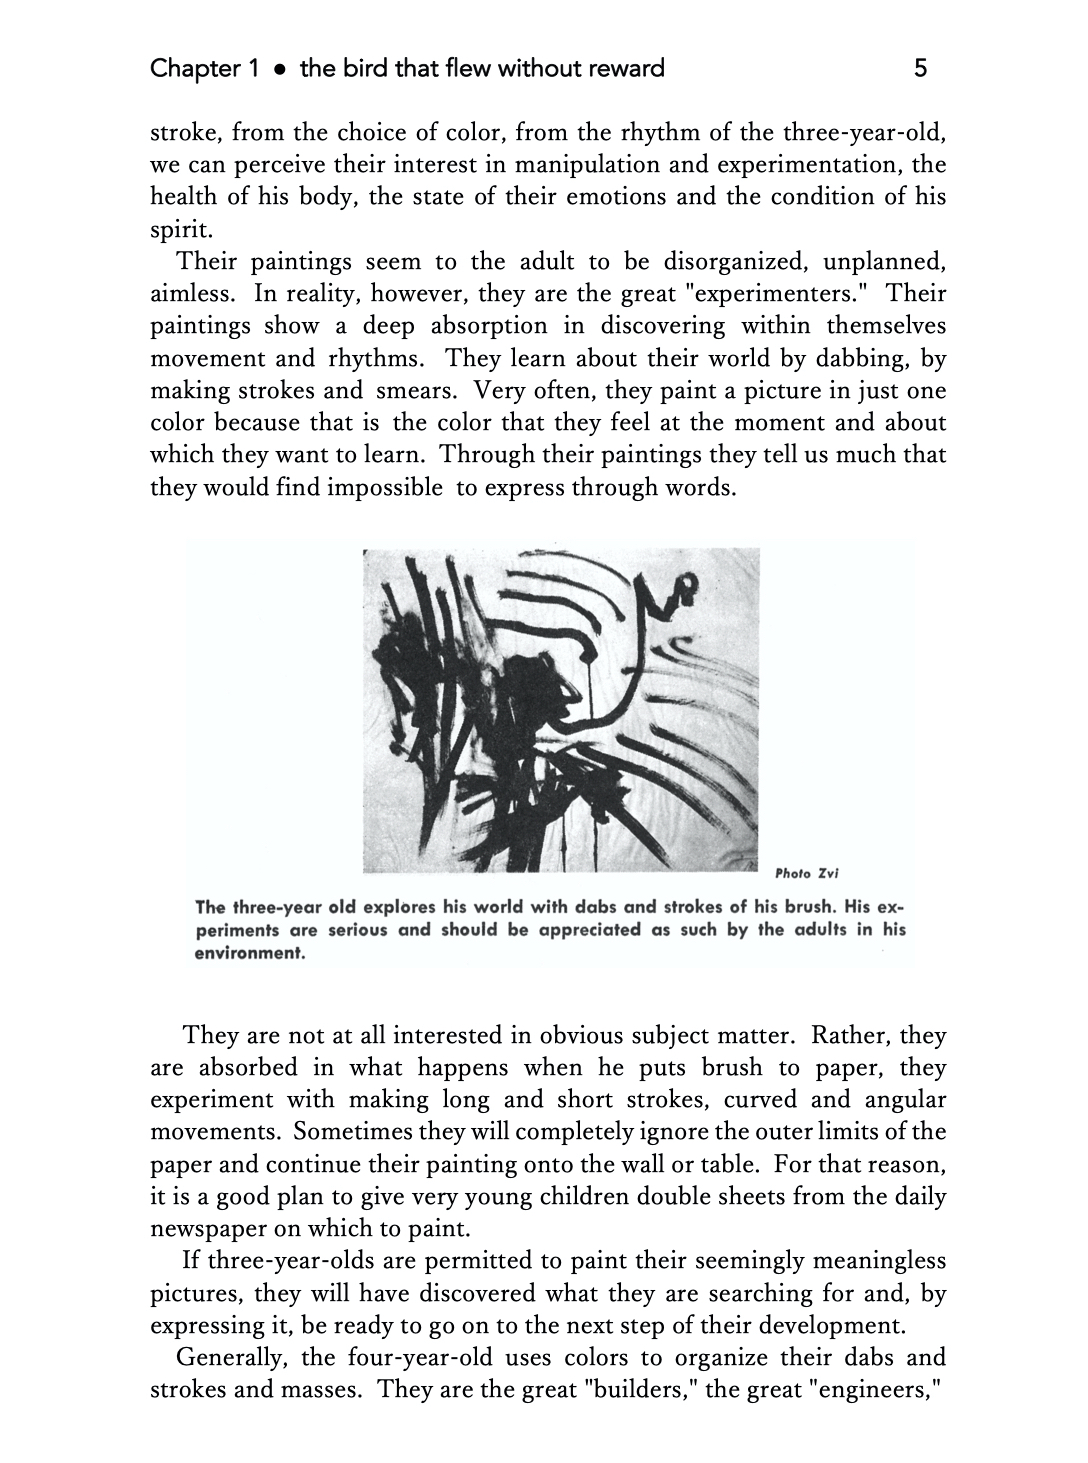 Chapter 1 ● the bird that flew without reward 5
stroke, from the choice of color, from the rhythm of the three-year-old,
we can perceive their interest in manipulation and experimentation, the
health of his body, the state of their emotions and the condition of his
spirit.
Their paintings seem to the adult to be disorganized, unplanned,
aimless. In reality, however, they are the great "experimenters." Their
paintings show a deep absorption in discovering within themselves
movement and rhythms. They learn about their world by dabbing, by
making strokes and smears. Very often, they paint a picture in just one
color because that is the color that they feel at the moment and about
which they want to learn. Through their paintings they tell us much that
they would find impossible to express through words.
Photo Zvi
The three-year old explores his world with dabs and strokes of his brush. His ex-
periments are serious and should be appreciated as such by the adults in his
environment.
They are not at all interested in obvious subject matter. Rather, they
are absorbed in what happens when he puts brush to paper, they
experiment with making long and short strokes, curved and angular
movements. Sometimes they will completely ignore the outer limits of the
paper and continue their painting onto the wall or table. For that reason,
it is a good plan to give very young children double sheets from the daily
newspaper on which to paint.
If three-year-olds are permitted to paint their seemingly meaningless
pictures, they will have discovered what they are searching for and, by
expressing it, be ready to go on to the next step of their development.
Generally, the four-year-old uses colors to organize their dabs and
strokes and masses. They are the great "builders," the great "engineers,"